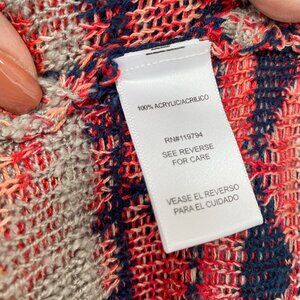 100% ACRYLIC/ACRILICO
RN#119794
SEE REVERSE
FOR CARE
VEASE EL REVERSO
PARA EL CUIDADO